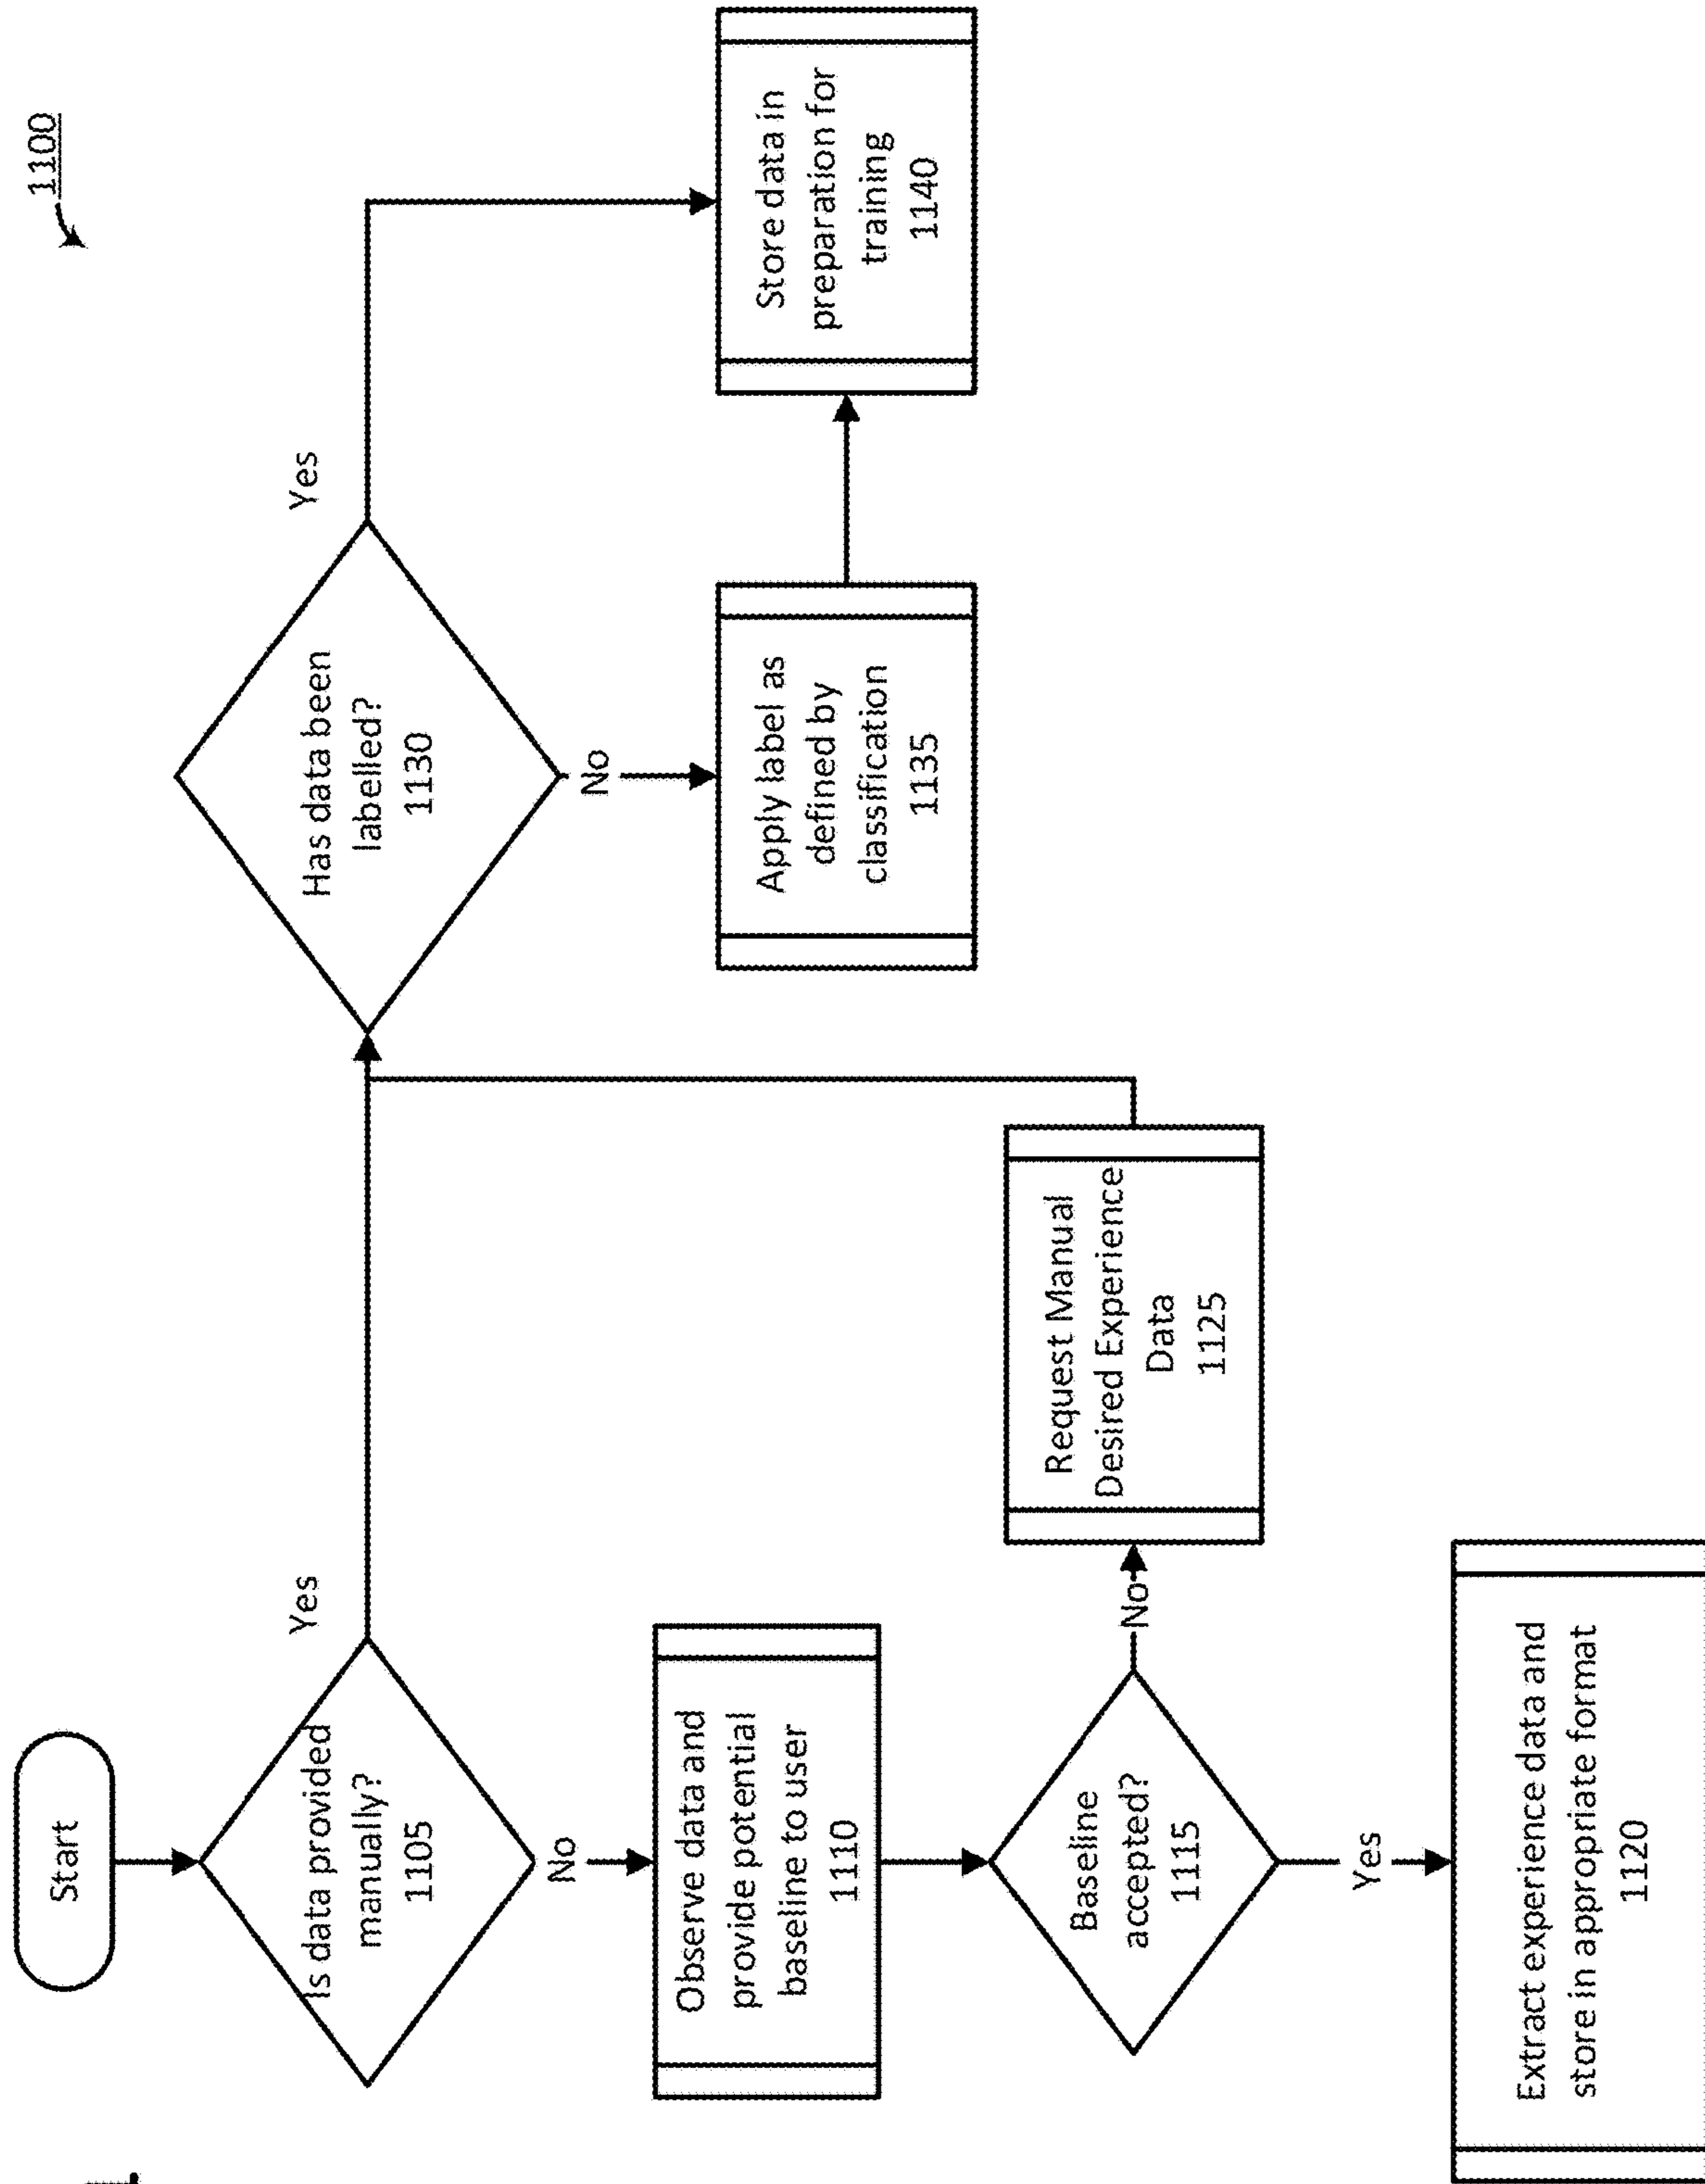 1100
Start
Is data provided
manually?
1105
Yes
No
Observe data and
provide potential
baseline to user
1110
Baseline
accepted?
1115
No
Yes
Request Manual
Desired Experience
Data
1125
Extract experience data and
store in appropriate format
1120
Has data been
labelled?
1130
Yes
No
Apply label as
defined by
classification
1135
Store data in
preparation for
training
1140